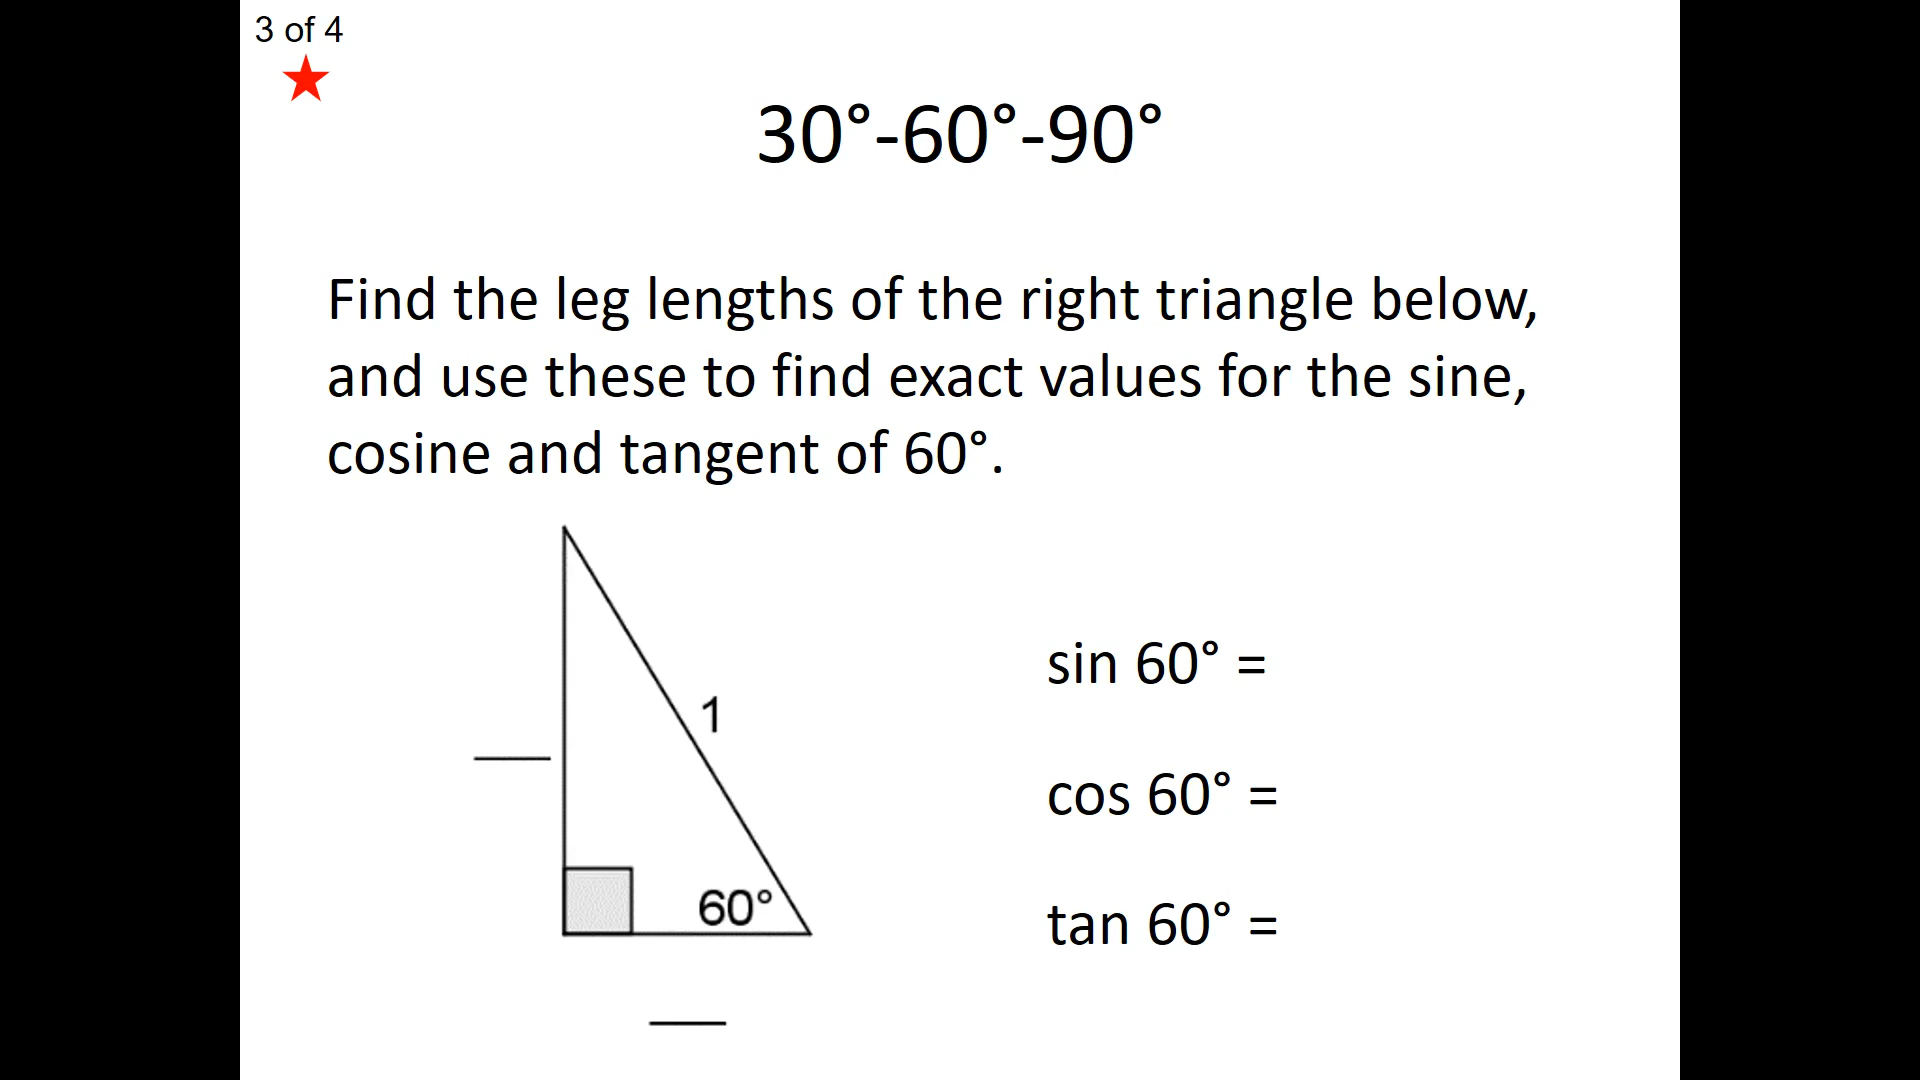 3 of 4
30°-60°-90°
Find the leg lengths of the right triangle below,
and use these to find exact values for the sine,
cosine and tangent of 60°.
1
60°
sin 60° =
cos 60° =
tan 60° =